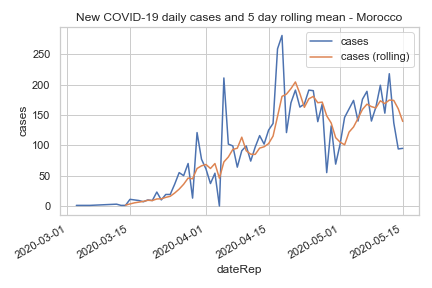 New COVID-19 daily cases and 5 day rolling mean - Morocco
cases
cases (rolling)
250
200
150
100
50
0
cases
2020-03-01
2020-03-15
2020-04-01
2020-04-15
2020-05-01
2020-05-15
dateRep